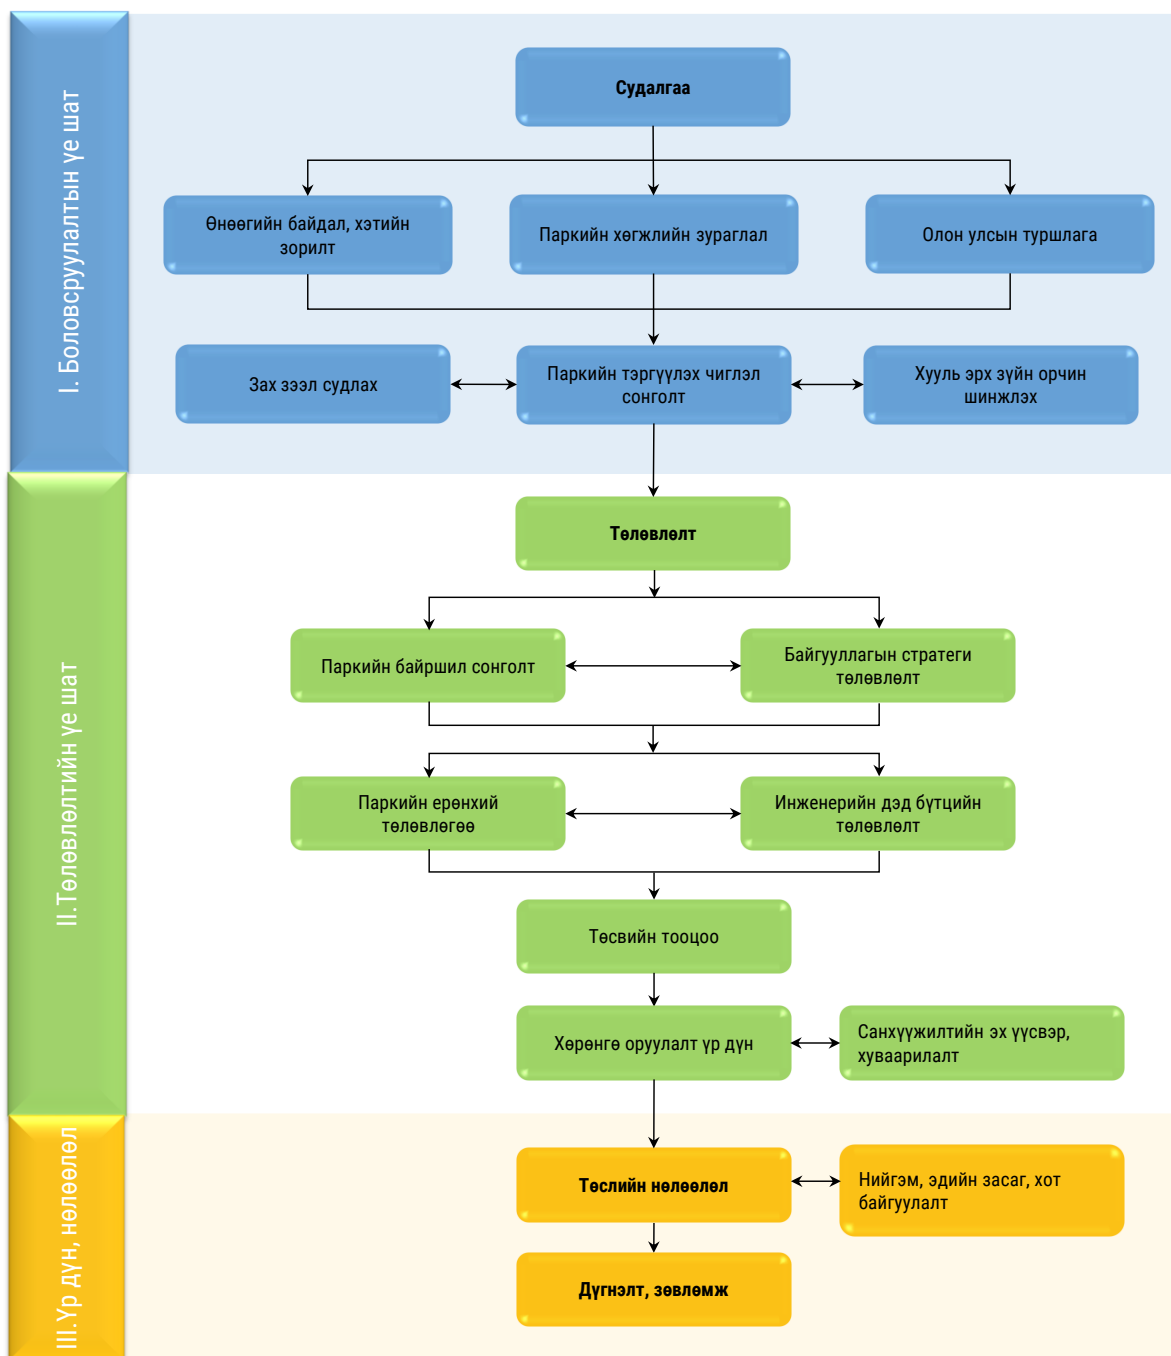 I. Боловсруулалтын үе шат
Судалгаа
Өнөөгийн байдал, хэтийн
зорилт
Паркийн хөгжлийн зураглал
Олон улсын туршлага
Зах зээл судлах
Паркийн тэргүүлэх чиглэл
сонголт
Хууль эрх зүйн орчин
шинжлэх
II.Төлөвлөлтийн үе шат
Төлөвлөлт
Паркийн байршил сонголт
Байгууллагын стратеги
төлөвлөлт
Паркийн ерөнхий
төлөвлөгөө
Инженерийн дэд бүтцийн
төлөвлөлт
Төсвийн тооцоо
Хөрөнгө оруулалт үр дүн
Санхүүжилтийн эх үүсвэр,
хуваарилалт
III.Үр дүн, нөлөөлөл
Төслийн нөлөөлөл
Нийгэм, эдийн засаг, хот
байгуулалт
Дүгнэлт, зөвлөмж